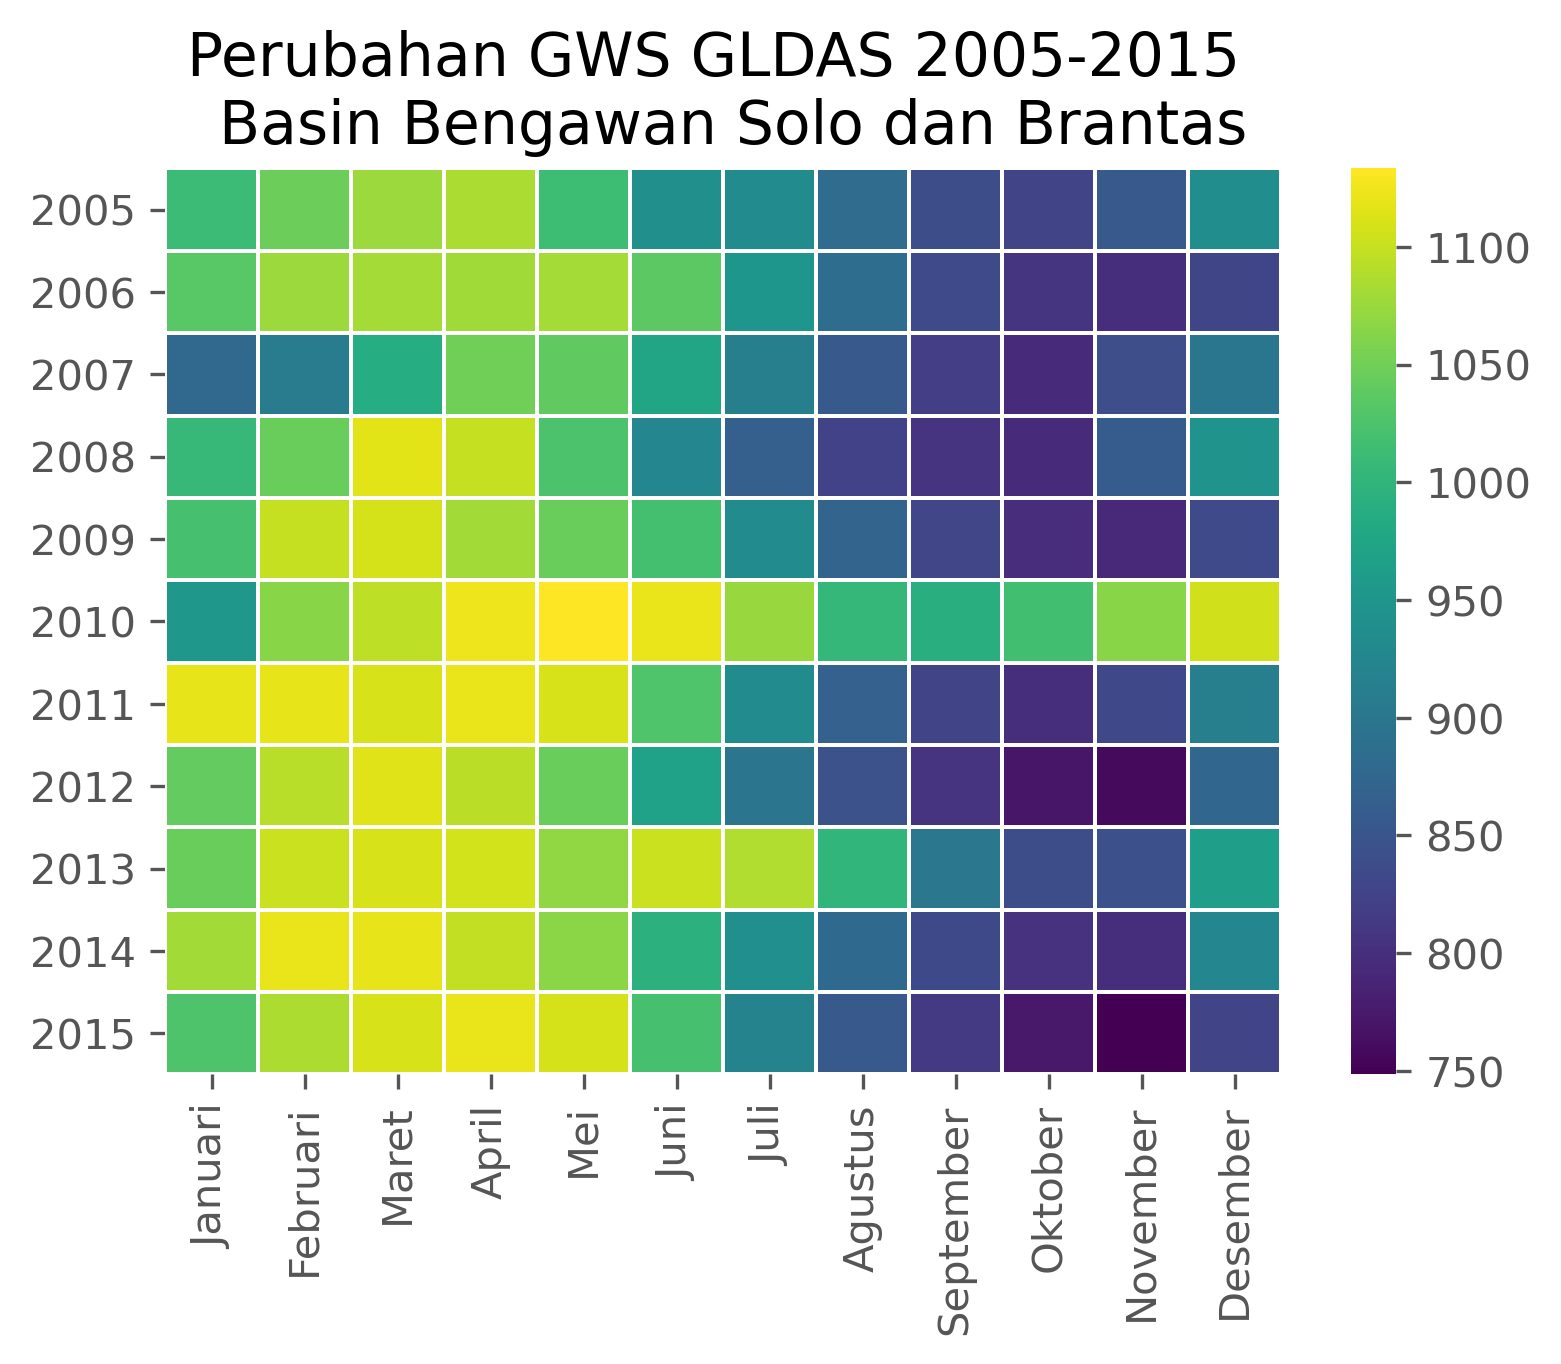 Perubahan GWS GLDAS 2005-2015
Basin Bengawan Solo dan Brantas
2005
2006
2007
2008
2009
2010
2011
2012
2013
2014
2015
Januari
Februari
Maret
April
Mei
Juni
Juli
Agustus
September
Oktober
November
Desember
1100
1050
1000
950
900
850
800
750